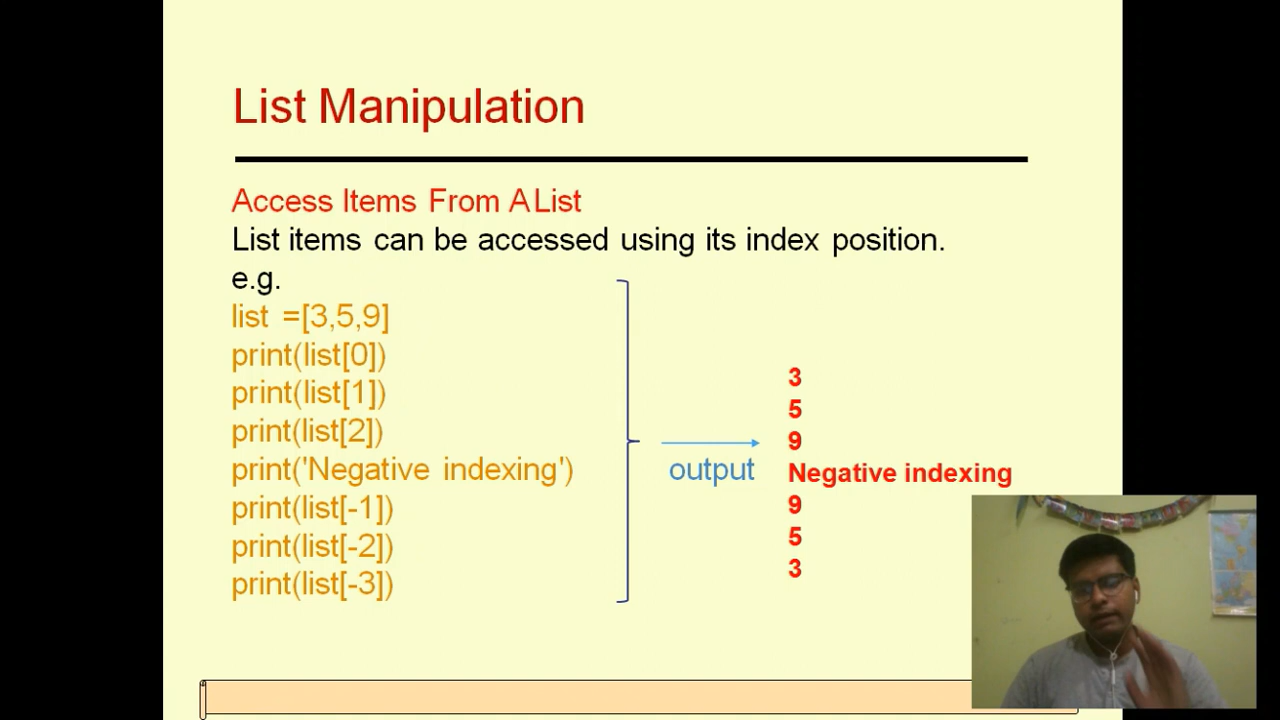 List Manipulation
Access Items From A List
List items can be accessed using its index position.
e.g.
list =[3,5,9]
print(list[0])
print(list[1])
print(list[2])
print('Negative indexing')
print(list[-1])
print(list[-2])
print(list[-3])
output
3
5
9
Negative indexing
9
5
3